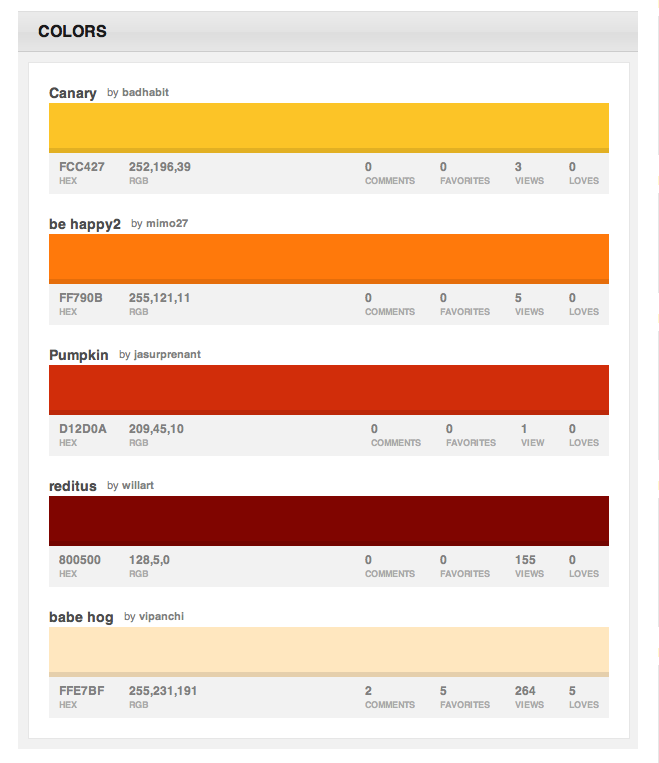 COLORS
Canary by badhabit
FCC427 252,196,39 0 0 3 0
HEX RGB COMMENTS FAVORITES VIEWS LOVES
be happy2 by mimo27
FF790B 255,121,11 0 0 5 0
HEX RGB COMMENTS FAVORITES VIEWS LOVES
Pumpkin by jasurprenant
D12D0A 209,45,10 0 0 1 0
HEX RGB COMMENTS FAVORITES VIEW LOVES
reditus by willart
800500 128,5,0 0 0 155 0
HEX RGB COMMENTS FAVORITES VIEWS LOVES
babe hog by vipanchi
FFE7BF 255,231,191 2 5 264 5
HEX RGB COMMENTS FAVORITES VIEWS LOVES